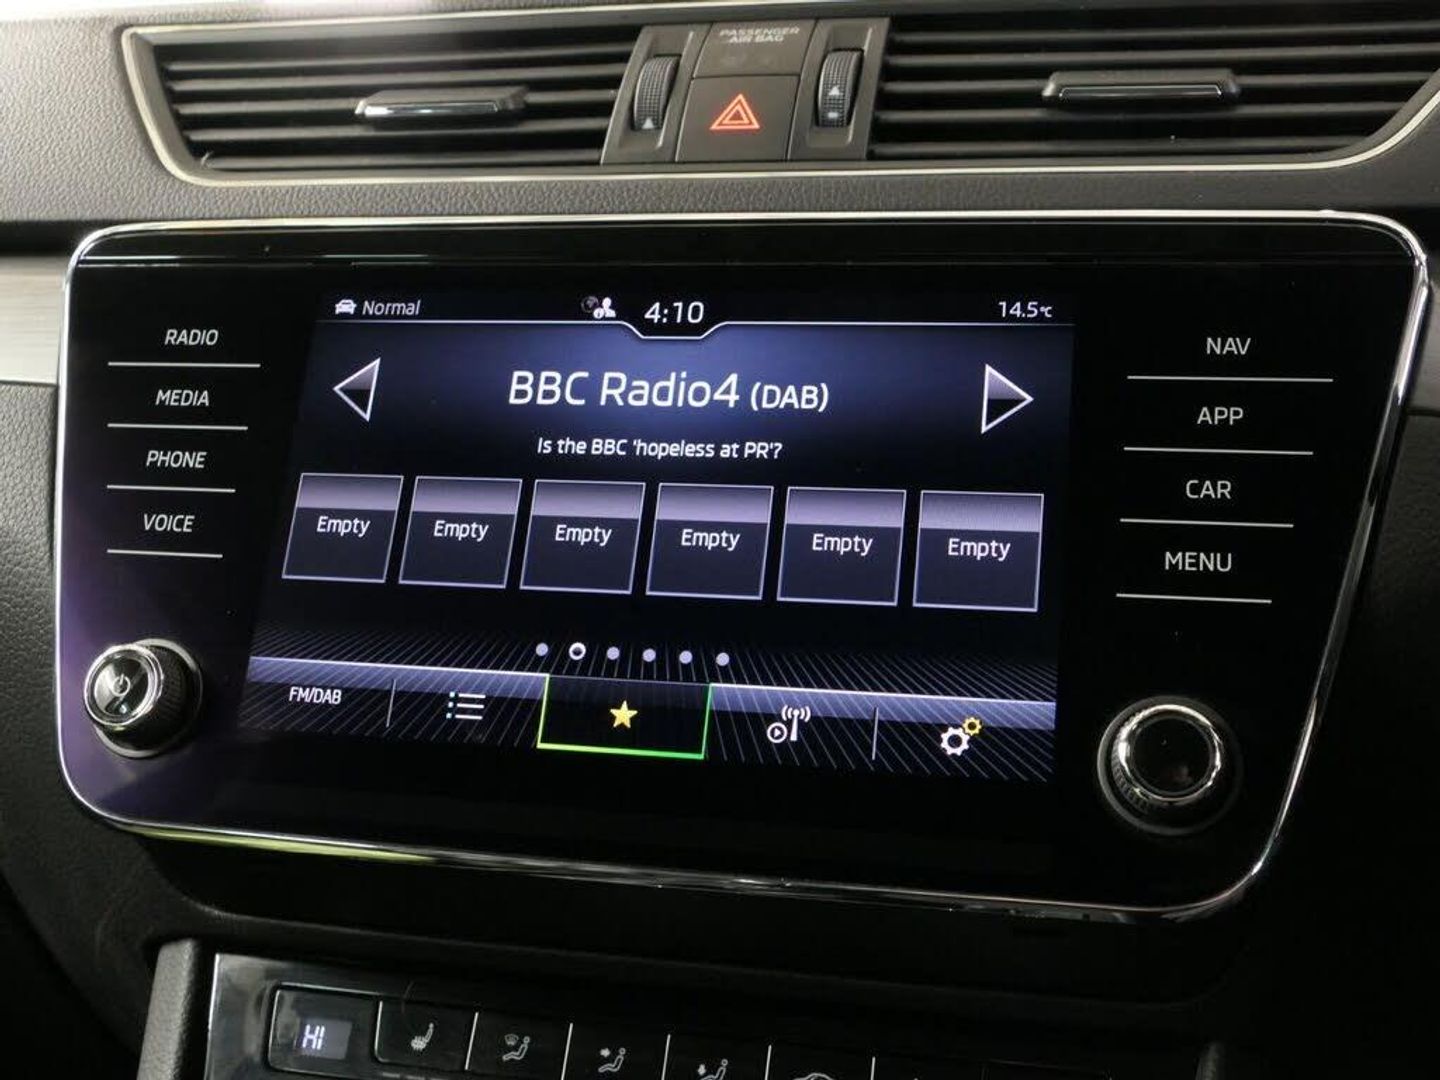 PASSENGER
AIR BAG
Normal
4:10
14.5°C
RADIO
MEDIA
PHONE
VOICE
BBC Radio4 (DAB)
Is the BBC 'hopeless at PR'?
Empty
Empty
Empty
Empty
Empty
Empty
FM/DAB
NAV
APP
CAR
MENU
HI